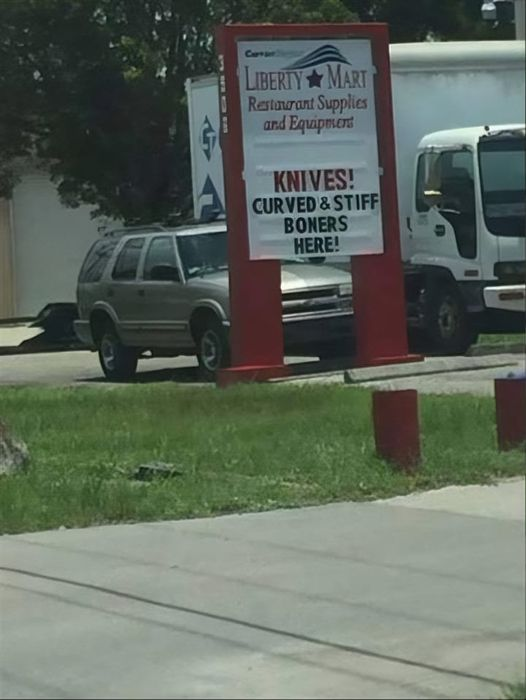 LIBERTY MART
Restaurant Supplies
and Equipment
KNIVES!
CURVED & STIFF
BONERS
HERE!